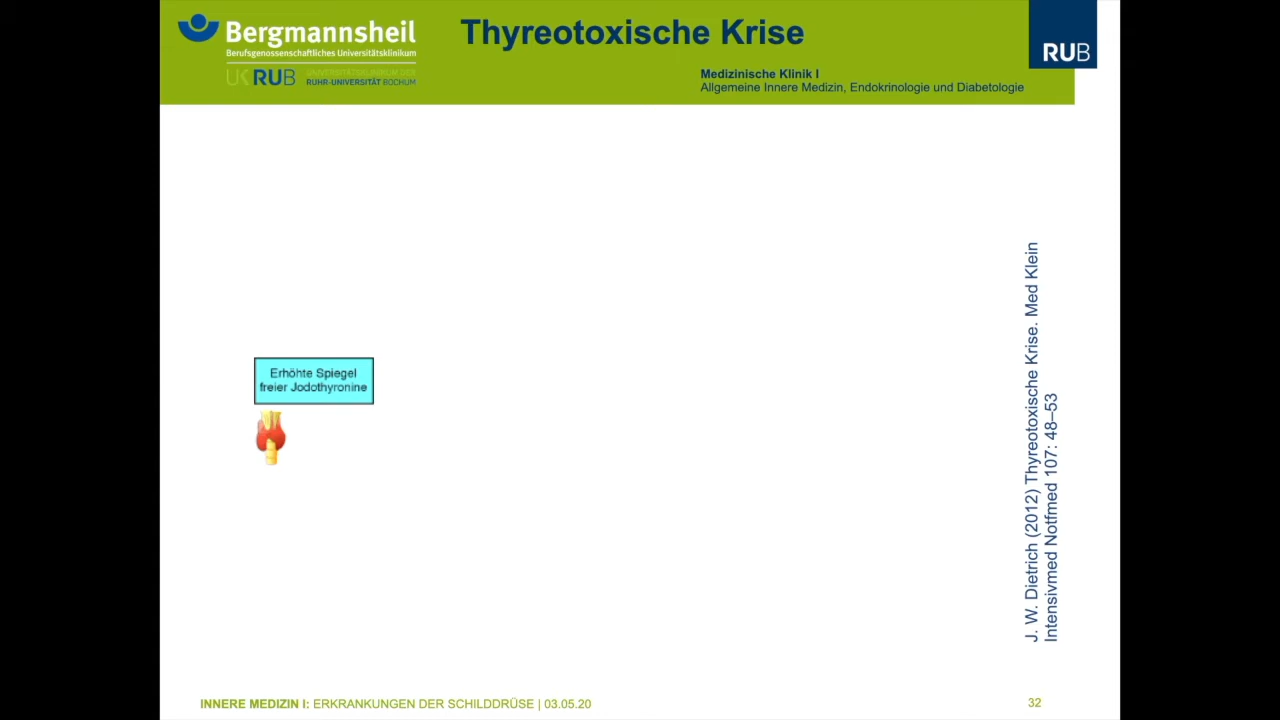 Bergmannsheil
Berufsgenossenschaftliches Universitätsklinikum
UK RUB UNIVERSITÄTSKLINIKUM DER
RUHR-UNIVERSITÄT BOCHUM
Thyreotoxische Krise
Medizinische Klinik I
Allgemeine Innere Medizin, Endokrinologie und Diabetologie
RUB
Erhöhte Spiegel
freier Jodothyronine
J. W. Dietrich (2012) Thyreotoxische Krise. Med Klein
Intensivmed Notfmed 107: 48–53
INNERE MEDIZIN I: ERKRANKUNGEN DER SCHILDDRÜSE | 03.05.20
32